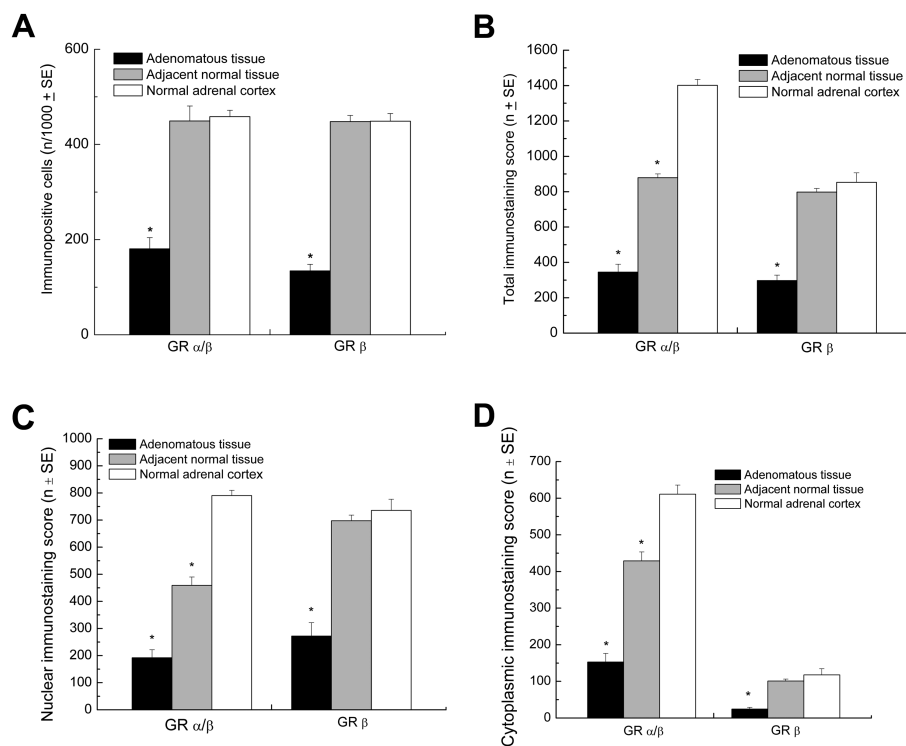 A
Immunopositive cells (n/1000 ± SE)
Adenomatous tissue
Adjacent normal tissue
Normal adrenal cortex
600
400
200
0
*
*
GR α/β
GR β
B
Total immunostaining score (n ± SE)
Adenomatous tissue
Adjacent normal tissue
Normal adrenal cortex
1600
1400
1200
1000
800
600
400
200
0
*
*
*
GR α/β
GR β
C
Nuclear immunostaining score (n ± SE)
Adenomatous tissue
Adjacent normal tissue
Normal adrenal cortex
1000
900
800
700
600
500
400
300
200
100
0
*
*
*
GR α/β
GR β
D
Cytoplasmic immunostaining score (n ± SE)
Adenomatous tissue
Adjacent normal tissue
Normal adrenal cortex
700
600
500
400
300
200
100
0
*
*
*
GR α/β
GR β